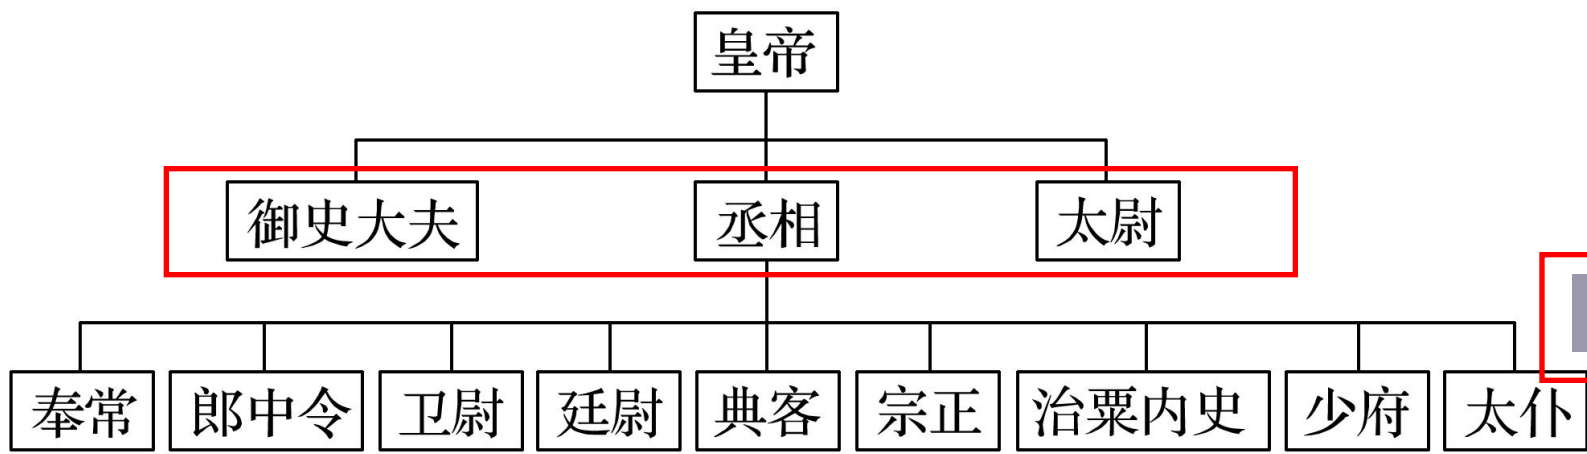 皇帝
御史大夫 丞相 太尉
奉常 郎中令 卫尉 廷尉 典客 宗正 治粟内史 少府 太仆